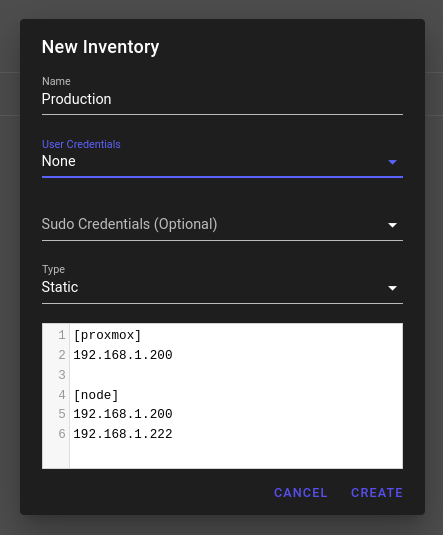 New Inventory
Name
Production
User Credentials
None
Sudo Credentials (Optional)
Type
Static
1 [proxmox]
2 192.168.1.200
3
4 [node]
5 192.168.1.200
6 192.168.1.222
CANCEL CREATE